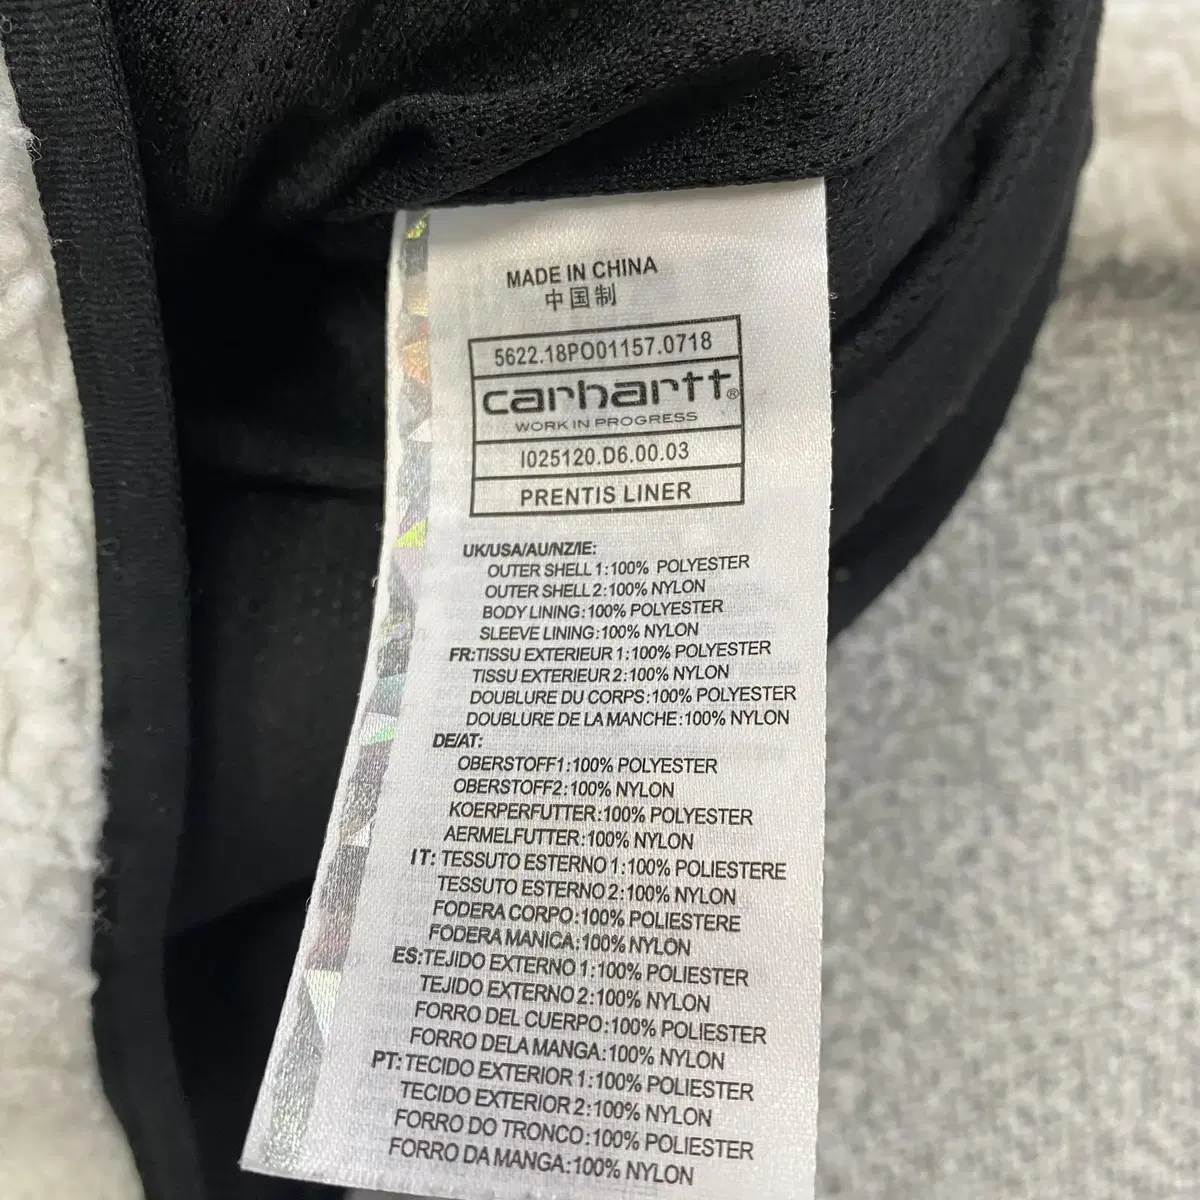 MADE IN CHINA
中国制
5622.18PO01157.0718
carhartt®
WORK IN PROGRESS
I025120.D6.00.03
PRENTIS LINER
UK/USA/AU/NZ/IE:
OUTER SHELL 1:100% POLYESTER
OUTER SHELL 2:100% NYLON
BODY LINING:100% POLYESTER
SLEEVE LINING:100% NYLON
FR:TISSU EXTERIEUR 1:100% POLYESTER
TISSU EXTERIEUR 2:100% NYLON
DOUBLURE DU CORPS:100% POLYESTER
DOUBLURE DE LA MANCHE:100% NYLON
DE/AT:
OBERSTOFF1:100% POLYESTER
OBERSTOFF2:100% NYLON
KOERPERFUTTER:100% POLYESTER
AERMELFUTTER:100% NYLON
IT: TESSUTO ESTERNO 1:100% POLIESTERE
TESSUTO ESTERNO 2:100% NYLON
FODERA CORPO:100% POLIESTERE
FODERA MANICA:100% NYLON
ES:TEJIDO EXTERNO 1:100% POLIESTER
TEJIDO EXTERNO 2:100% NYLON
FORRO DEL CUERPO:100% POLIESTER
FORRO DELA MANGA:100% NYLON
PT:TECIDO EXTERIOR 1:100% POLYESTER
TECIDO EXTERIOR 2:100% NYLON
FORRO DO TRONCO:100% POLYESTER
FORRO DA MANGA:100% NYLON